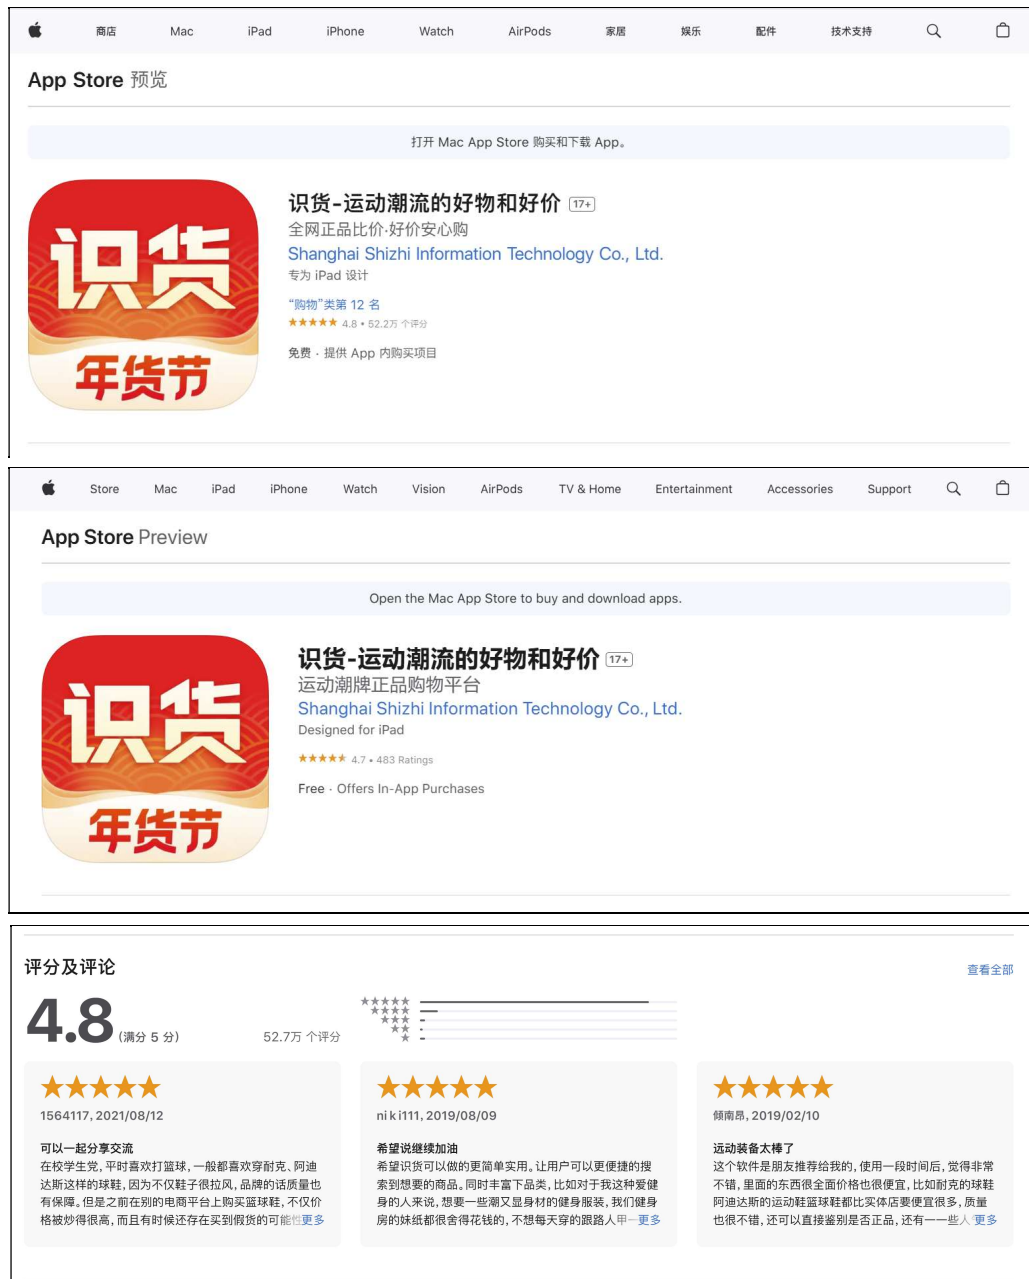 商店 Mac iPad iPhone Watch AirPods 家居 娱乐 配件 技术支持
App Store 预览
打开 Mac App Store 购买和下载 App。
识货
年货节
识货-运动潮流的好物和好价 17+
全网正品比价·好价安心购
Shanghai Shizhi Information Technology Co., Ltd.
专为 iPad 设计
“购物”类第 12 名
★★★★★ 4.8 • 52.2万 个评分
免费 · 提供 App 内购买项目
Store Mac iPad iPhone Watch Vision AirPods TV & Home Entertainment Accessories Support
App Store Preview
Open the Mac App Store to buy and download apps.
识货
年货节
识货-运动潮流的好物和好价 17+
运动潮牌正品购物平台
Shanghai Shizhi Information Technology Co., Ltd.
Designed for iPad
4.7 • 483 Ratings
Free · Offers In-App Purchases
评分及评论
查看全部
4.8 (满分 5 分)
52.7万 个评分
1564117, 2021/08/12
可以一起分享交流
在校学生党，平时喜欢打篮球，一般都喜欢穿耐克、阿迪
达斯这样的球鞋，因为不仅鞋子很拉风，品牌的话质量也
有保障。但是之前在别的电商平台上购买篮球鞋，不仅价
格被炒得很高，而且有时候还存在买到假货的可能性更多
niki111, 2019/08/09
希望说继续加油
希望识货可以做的更简单实用。让用户可以更便捷的搜
索到想要的商品。同时丰富下品类，比如对于我这种爱健
身的人来说，想要一些潮又显身材的健身服装，我们健身
房的妹纸都很舍得花钱的，不想每天穿的跟路人甲一更多
倾南昂, 2019/02/10
运动装备太棒了
这个软件是朋友推荐给我的，使用一段时间后，觉得非常
不错，里面的东西很全面价格也很便宜，比如耐克的球鞋
阿迪达斯的运动鞋篮球鞋都比实体店要便宜很多，质量
也很不错，还可以直接鉴别是否正品，还有一一些人更多